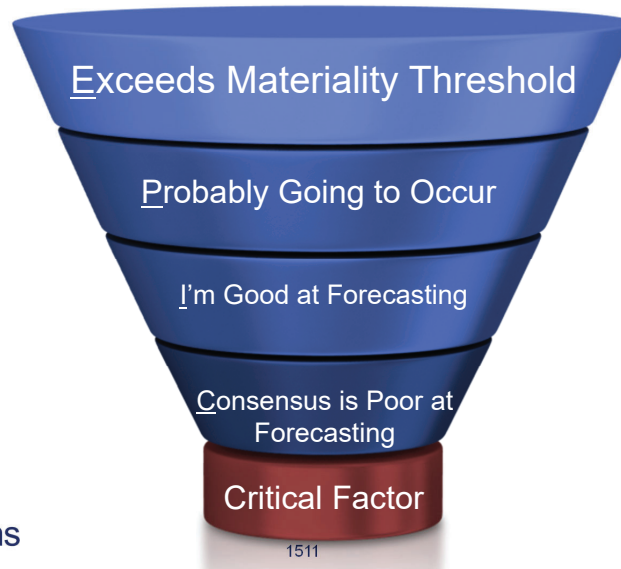 Exceeds Materiality Threshold
Probably Going to Occur
I'm Good at Forecasting
Consensus is Poor at
Forecasting
Critical Factor
1511